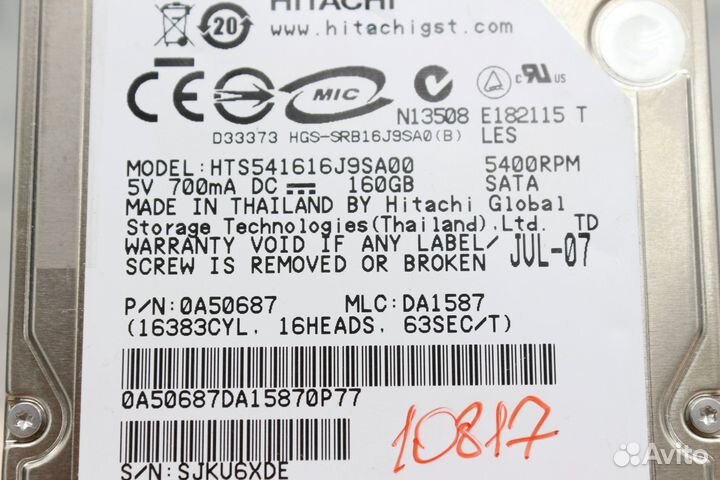 HITACHI
www.hitachigst.com
20
CE MIC c RU US
N13508 E182115 T
D33373 HGS-SRB16J9SA0(B) LES
MODEL:HTS541616J9SA00 5400RPM
5V 700mA DC 160GB SATA
MADE IN THAILAND BY Hitachi Global
Storage Technologies(Thailand).Ltd. TD
WARRANTY VOID IF ANY LABEL/
SCREW IS REMOVED OR BROKEN JUL-07
P/N:0A50687 MLC:DA1587
(16383CYL. 16HEADS. 63SEC/T)
0A50687DA15870P77
10817
S/N:SJKU6XDE
Avito